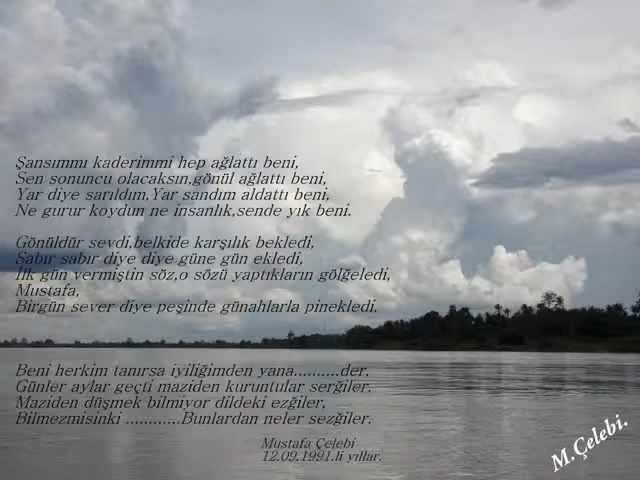 Şansımmı kaderimmi hep ağlattı beni,
Sen sonuncu olacaksın,gönül ağlattı beni,
Yar diye sarıldım,Yar sandım aldattı beni,
Ne gurur koydun ne insanlık,sende yık beni.
Gönüldür sevdi,belkide karşılık bekledi,
Sabır sabır diye diye güne gün ekledi,
İlk gün vermiştin söz,o sözü yaptıkların gölğeledi,
Mustafa,
Birgün sever diye peşinde günahlarla pinekledi.
Beni herkim tanırsa iyiliğimden yana..........der.
Günler aylar geçti maziden kuruntular serğiler.
Maziden düşmek bilmiyor dildeki ezğiler,
Bilmezmisinki ............Bunlardan neler sezğiler.
Mustafa Çelebi
12.09.1991.li yıllar.
M.Çelebi.